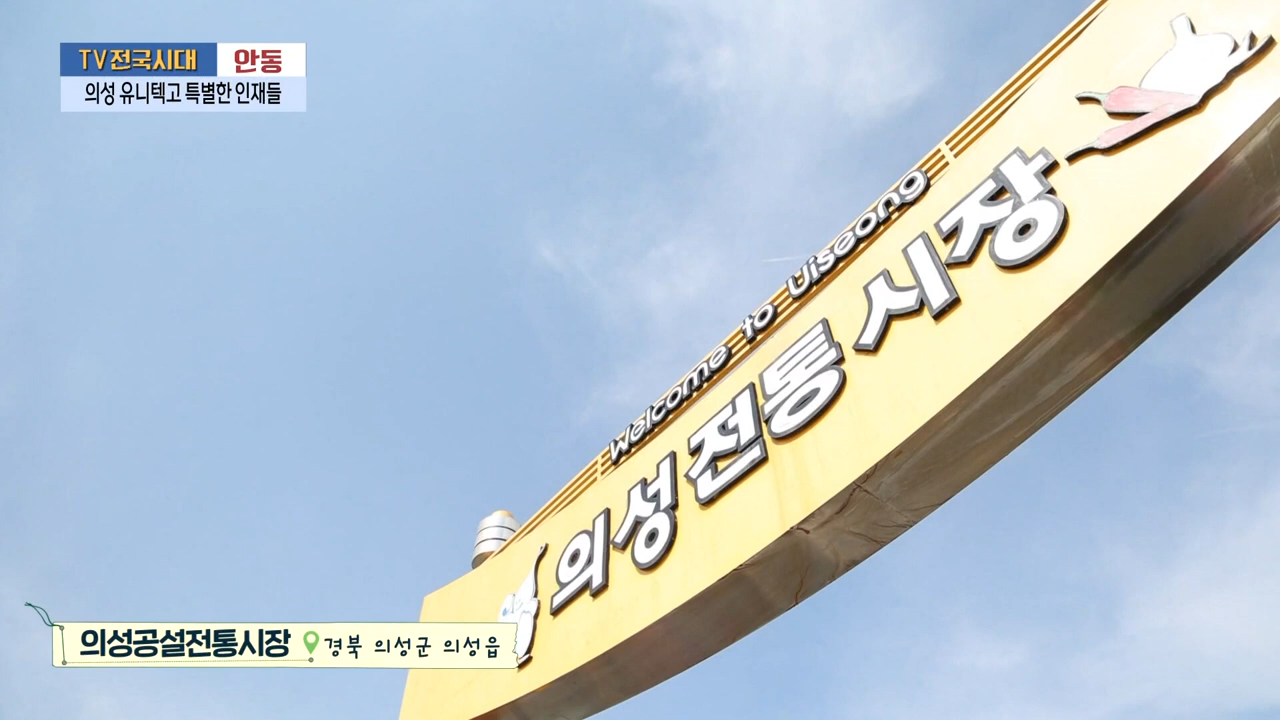 TV전국시대 안동
의성 유니텍고 특별한 인재들
Welcome to Uiseong
의성전통시장
의성공설전통시장 경북 의성군 의성읍